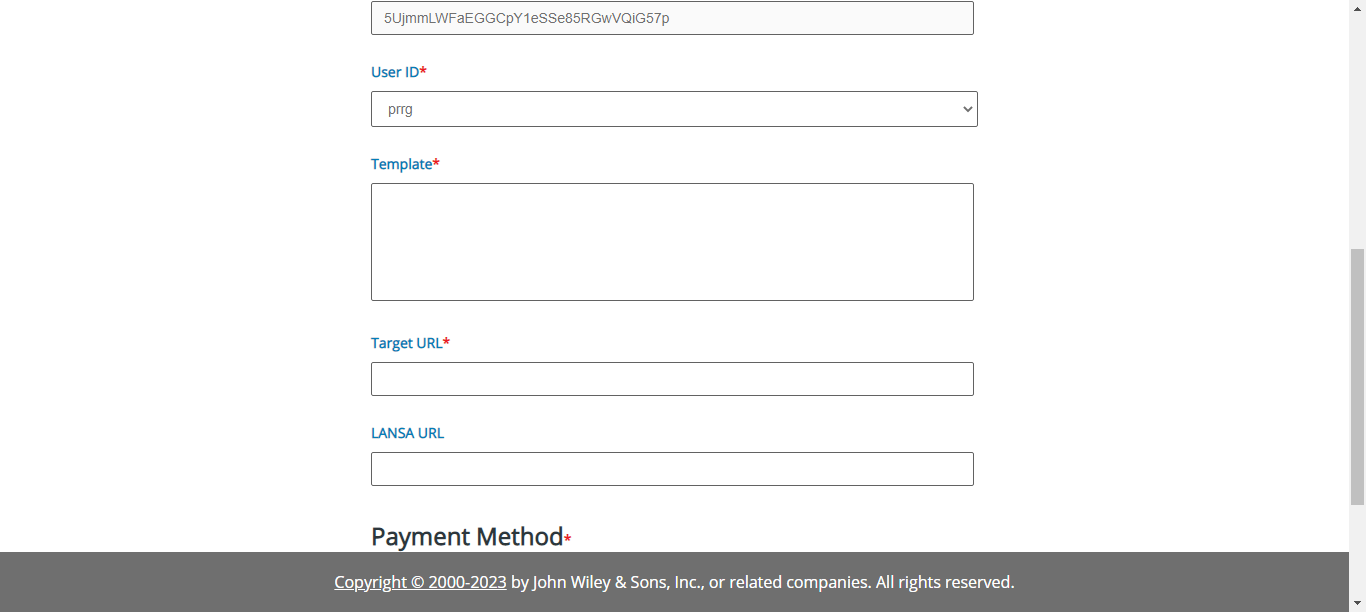 5UjmmLWFaEGGCpY1eSSe85RGwVQiG57p
User ID*
prrg
Template*
Target URL*
LANSA URL
Payment Method*
Copyright © 2000-2023 by John Wiley & Sons, Inc., or related companies. All rights reserved.